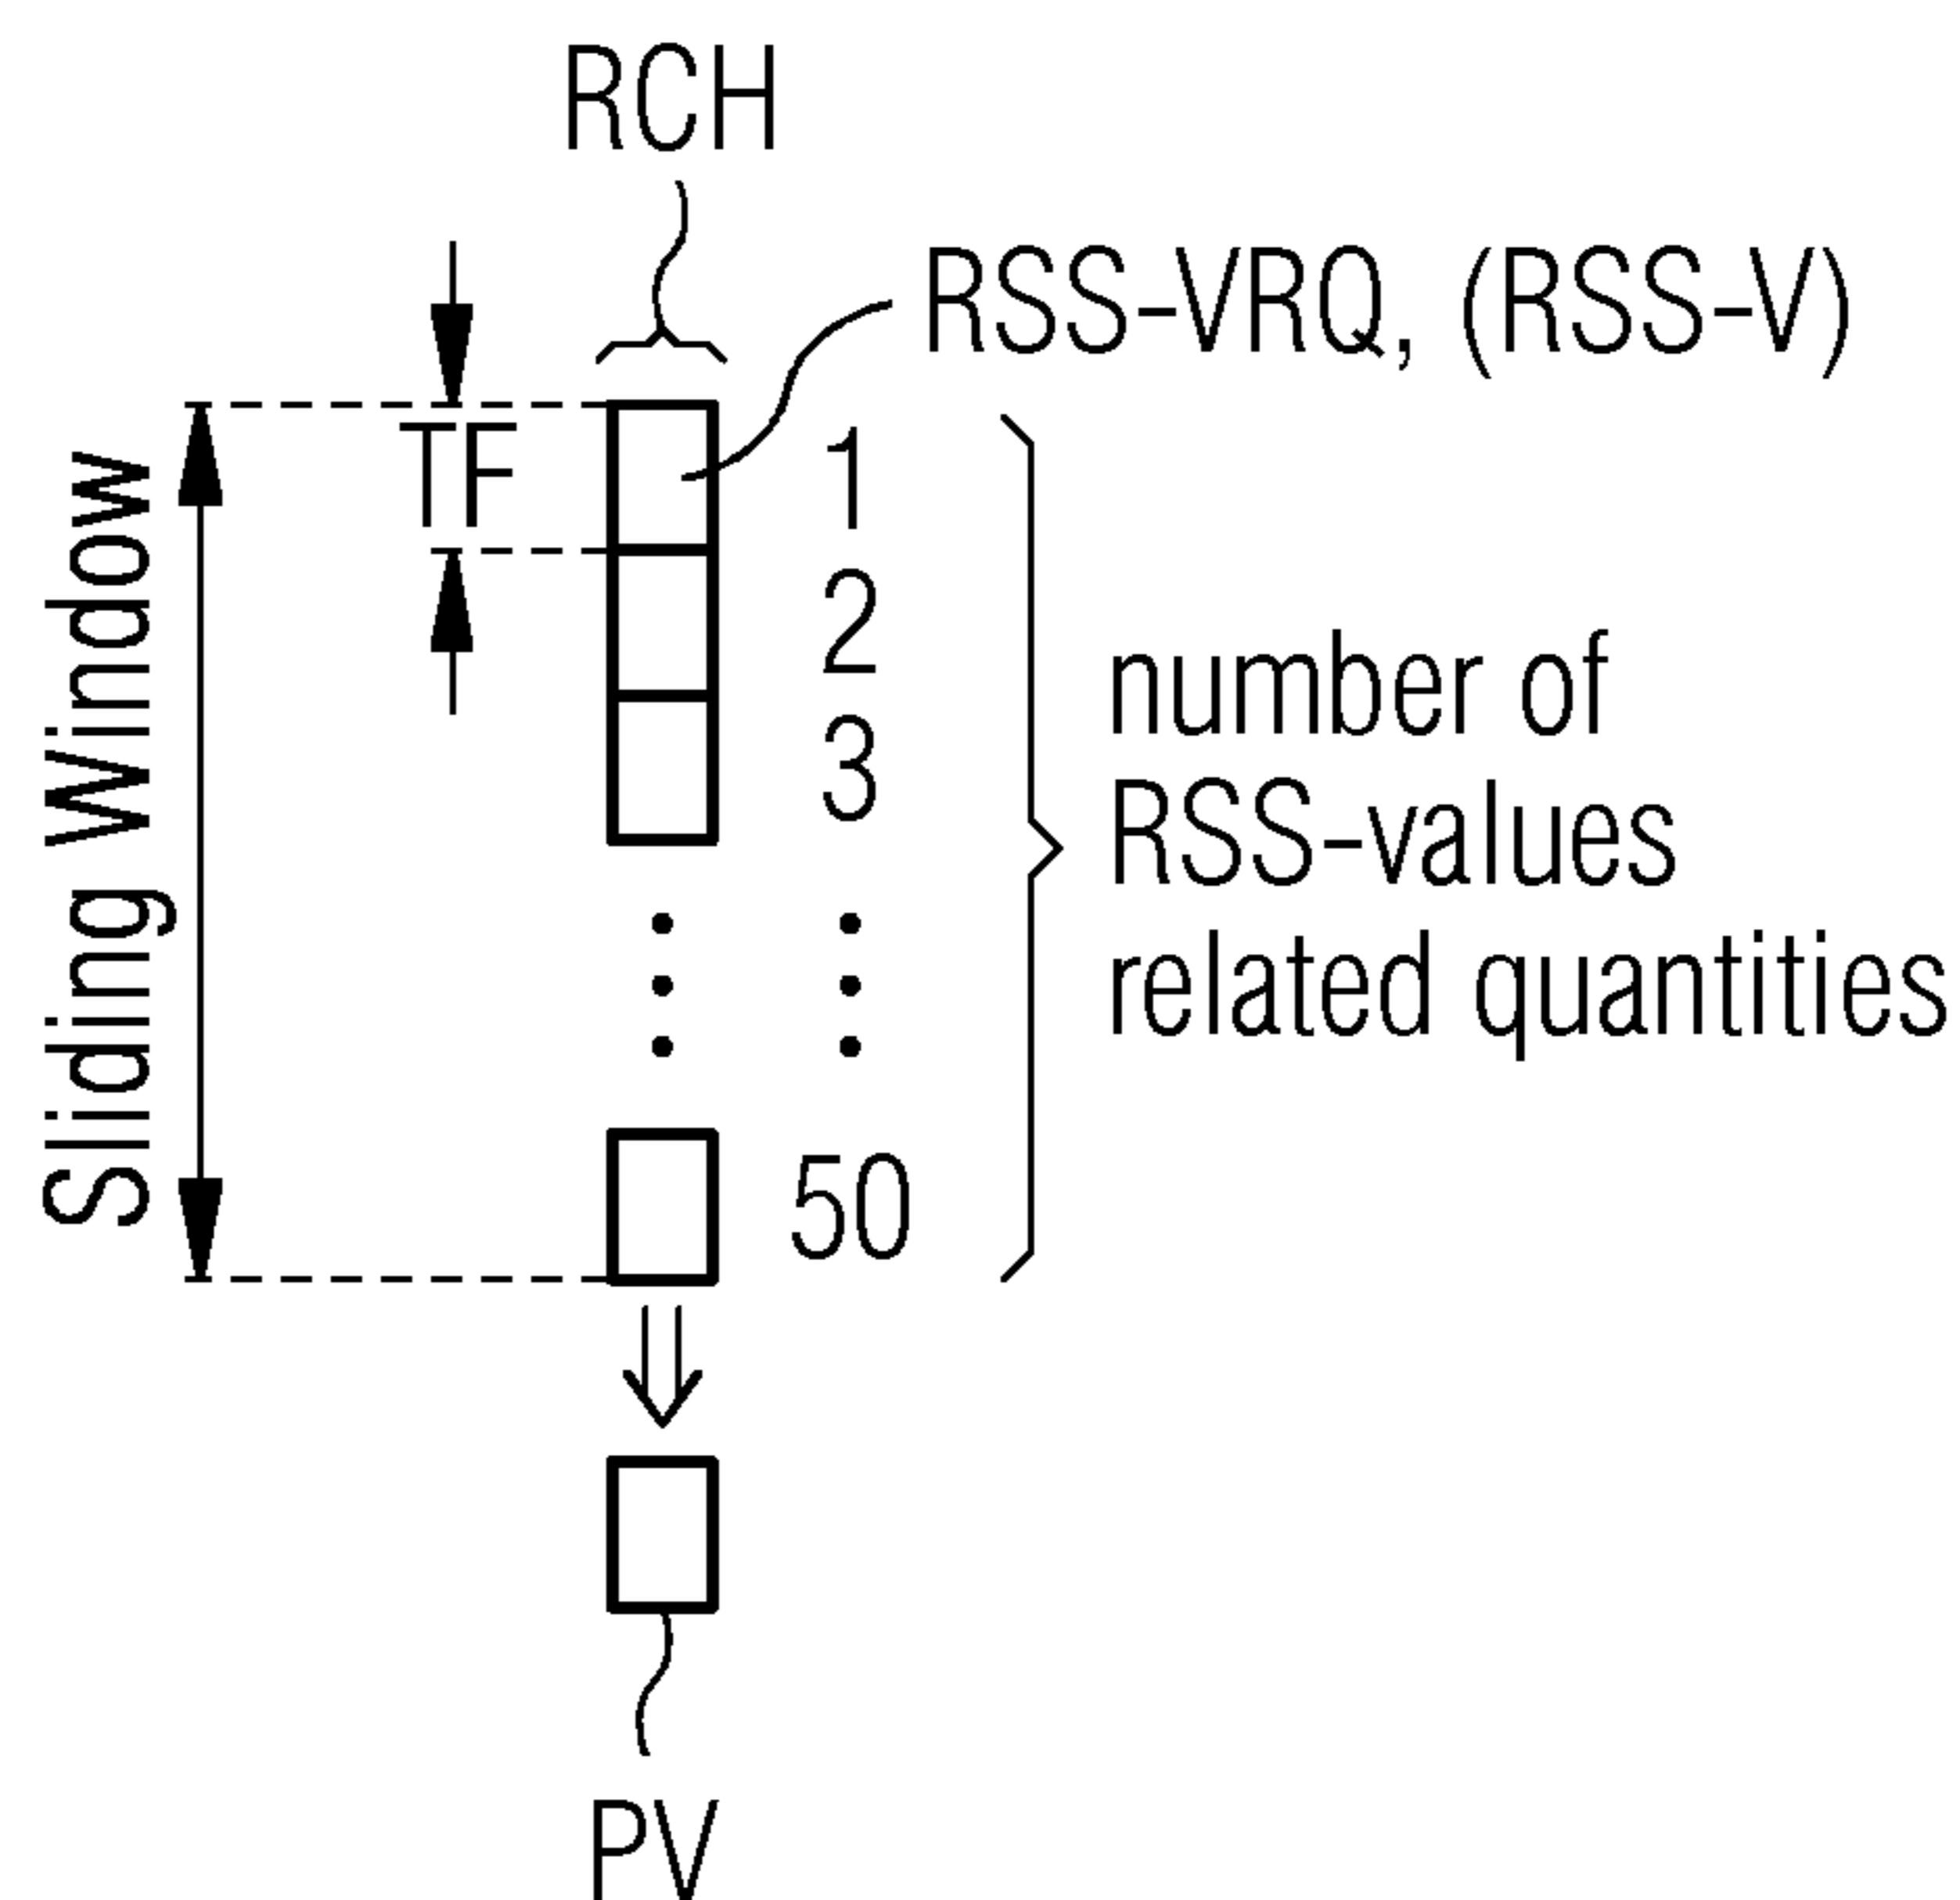 RCH
RSS-VRQ, (RSS-V)
TF
Sliding Window
1
2
3
50
number of
RSS-values
related quantities
PV